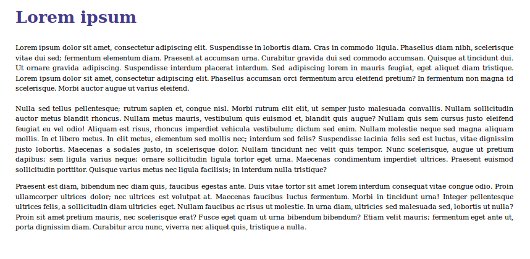 Lorem ipsum
Lorem ipsum dolor sit amet, consectetur adipiscing elit. Suspendisse in lobortis diam. Cras in commodo ligula. Phasellus diam nibh, scelerisque
vitae dui sed; fermentum elementum diam. Praesent at accumsan urna. Curabitur gravida dui sed commodo accumsan. Quisque at tincidunt dui.
Ut ornare gravida adipiscing. Suspendisse interdum placerat interdum. Sed adipiscing lorem in mauris feugiat, eget aliquet diam tristique.
Lorem ipsum dolor sit amet, consectetur adipiscing elit. Phasellus accumsan orci fermentum arcu eleifend pretium? In fermentum non magna id
scelerisque. Morbi auctor augue ut varius eleifend.
Nulla sed tellus pellentesque; rutrum sapien et, congue nisl. Morbi rutrum elit elit, ut semper justo malesuada convallis. Nullam sollicitudin
auctor metus blandit rhoncus. Nullam metus mauris, vestibulum quis euismod et, blandit quis augue? Nullam quis sem cursus justo eleifend
feugiat eu vel odio! Aliquam est risus, rhoncus imperdiet vehicula vestibulum; dictum sed enim. Nullam molestie neque sed magna aliquam
mollis. In et libero metus. In elit metus, elementum sed mollis nec; interdum sed felis? Suspendisse lacinia felis sed est luctus, vitae dignissim
justo lobortis. Maecenas a sodales justo, in scelerisque dolor. Nullam tincidunt nec velit quis tempor. Nunc scelerisque, augue ut pretium
dapibus; sem ligula varius neque; ornare sollicitudin ligula tortor eget urna. Maecenas condimentum imperdiet ultrices. Praesent euismod
sollicitudin porttitor. Quisque varius metus nec ligula facilisis; in interdum nulla tristique?
Praesent est diam, bibendum nec diam quis, faucibus egestas ante. Duis vitae tortor sit amet lorem interdum consequat vitae congue odio. Proin
ullamcorper ultrices dolor; nec ultrices est volutpat at. Maecenas faucibus luctus fermentum. Morbi in tincidunt urna! Integer pellentesque
ultrices felis, a sollicitudin diam ultricies eget. Nullam faucibus ac risus ut molestie. In urna diam, ultricies sed malesuada sed, lobortis ut nulla?
Proin sit amet pretium mauris, nec scelerisque erat? Fusce eget quam ut urna bibendum bibendum? Etiam velit mauris; fermentum eget ante ut,
porta dignissim diam. Curabitur arcu nunc, viverra nec aliquet quis, tristique a nulla.